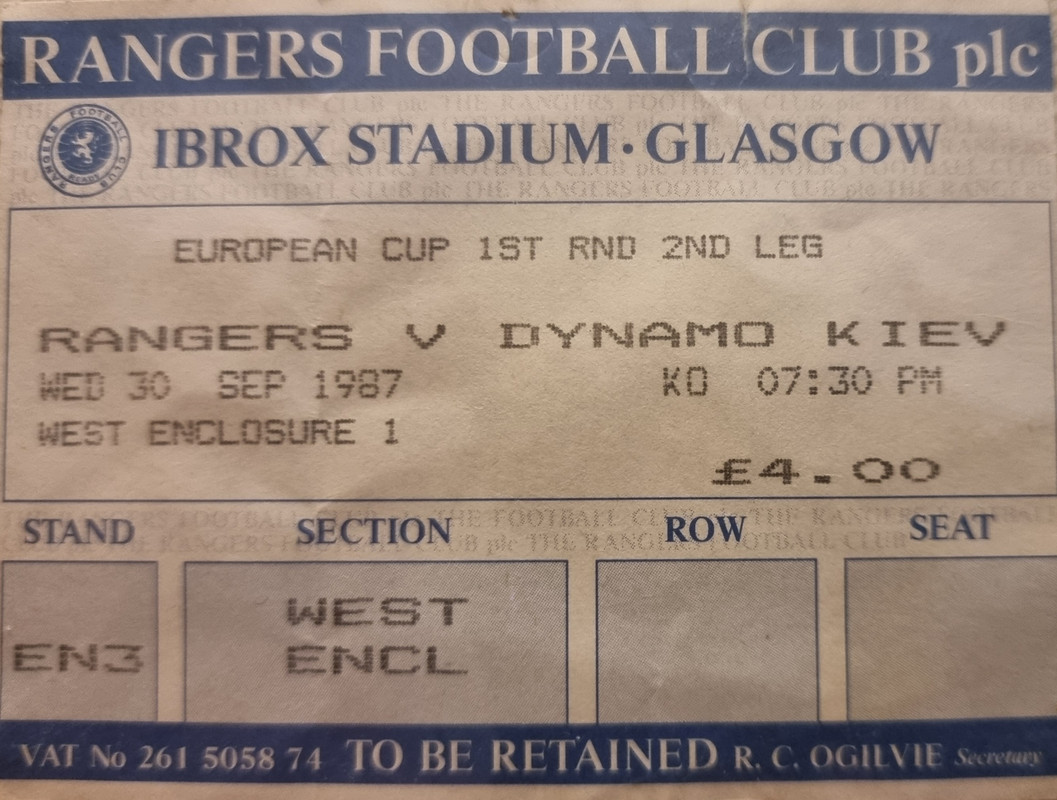 RANGERS FOOTBALL CLUB plc
IBROX STADIUM · GLASGOW
EUROPEAN CUP 1ST RND 2ND LEG
RANGERS V DYNAMO KIEV
WED 30 SEP 1987 KO 07:30 PM
WEST ENCLOSURE 1
£4.00
STAND SECTION ROW SEAT
WEST
EN3 ENCL
VAT No 261 5058 74 TO BE RETAINED R. C. OGILVIE Secretary